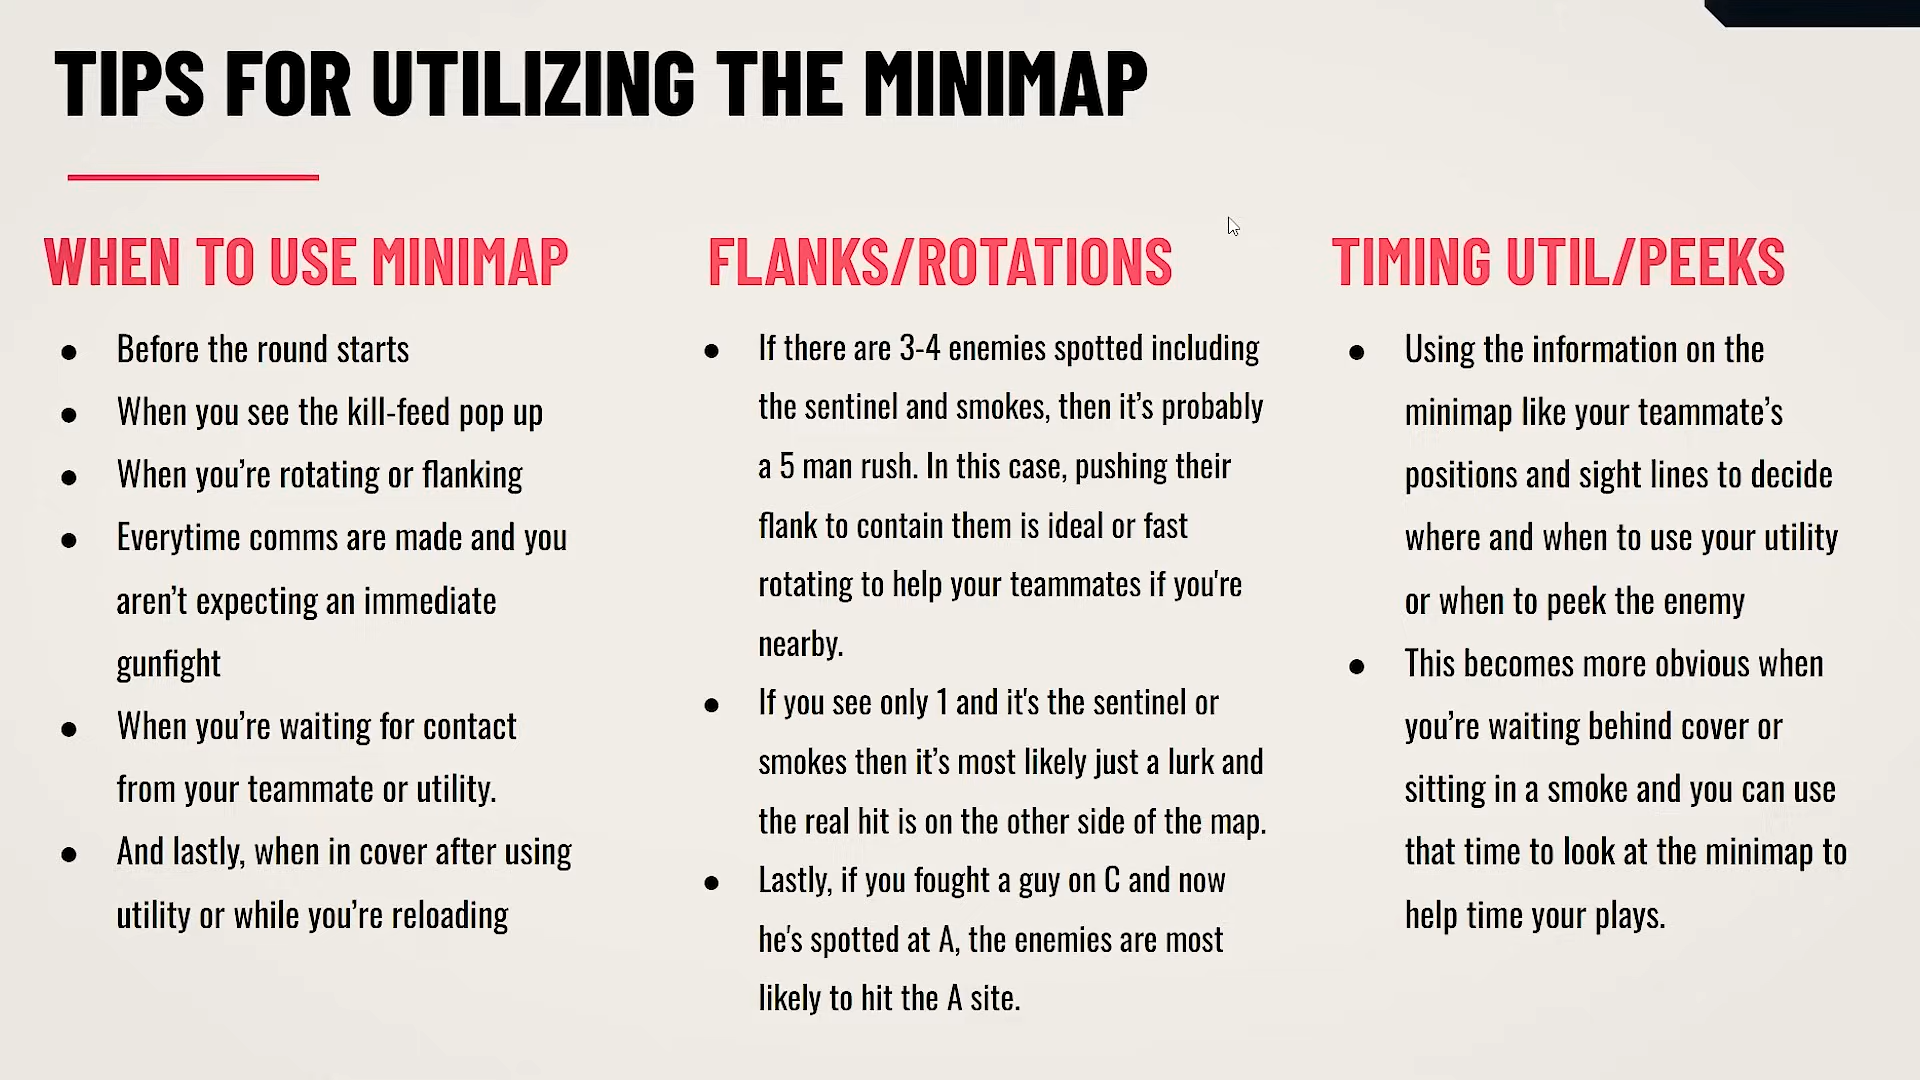 TIPS FOR UTILIZING THE MINIMAP
WHEN TO USE MINIMAP
● Before the round starts
● When you see the kill-feed pop up
● When you’re rotating or flanking
● Everytime comms are made and you
aren’t expecting an immediate
gunfight
● When you’re waiting for contact
from your teammate or utility.
● And lastly, when in cover after using
utility or while you’re reloading
FLANKS/ROTATIONS
● If there are 3-4 enemies spotted including
the sentinel and smokes, then it’s probably
a 5 man rush. In this case, pushing their
flank to contain them is ideal or fast
rotating to help your teammates if you're
nearby.
● If you see only 1 and it's the sentinel or
smokes then it’s most likely just a lurk and
the real hit is on the other side of the map.
● Lastly, if you fought a guy on C and now
he's spotted at A, the enemies are most
likely to hit the A site.
TIMING UTIL/PEEKS
● Using the information on the
minimap like your teammate’s
positions and sight lines to decide
where and when to use your utility
or when to peek the enemy
● This becomes more obvious when
you’re waiting behind cover or
sitting in a smoke and you can use
that time to look at the minimap to
help time your plays.